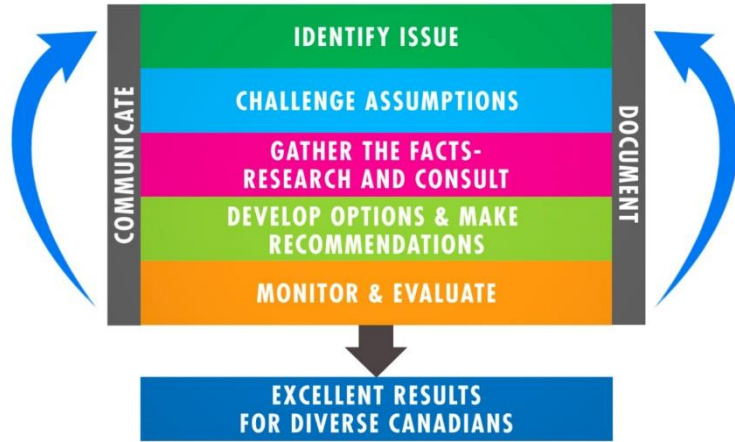 IDENTIFY ISSUE
CHALLENGE ASSUMPTIONS
GATHER THE FACTS-
RESEARCH AND CONSULT
DEVELOP OPTIONS & MAKE
RECOMMENDATIONS
MONITOR & EVALUATE
COMMUNICATE
DOCUMENT
EXCELLENT RESULTS
FOR DIVERSE CANADIANS